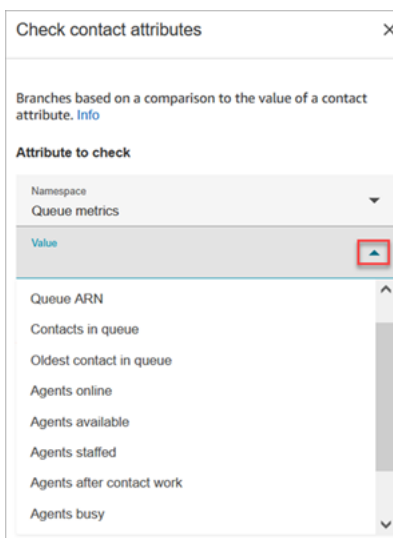 Check contact attributes
Branches based on a comparison to the value of a contact
attribute. Info
Attribute to check
Namespace
Queue metrics
Value
Queue ARN
Contacts in queue
Oldest contact in queue
Agents online
Agents available
Agents staffed
Agents after contact work
Agents busy